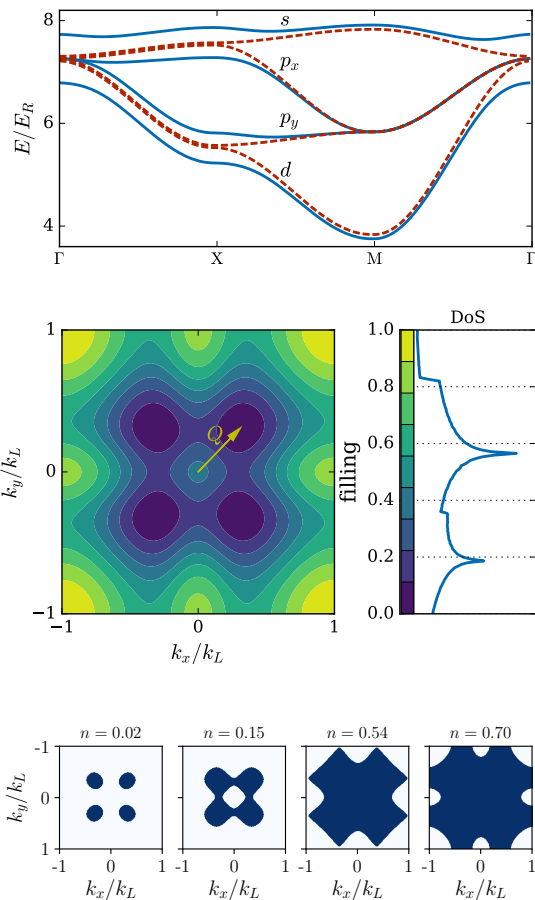 8
6
4
E/E_R
s
p_x
p_y
d
Γ X M Γ
DoS
1
0
−1
k_y/k_L
Q
−1 0 1
k_x/k_L
filling
1.0
0.8
0.6
0.4
0.2
0.0
n = 0.02 n = 0.15 n = 0.54 n = 0.70
-1
0
1
k_y/k_L
-1 0 1 -1 0 1 -1 0 1 -1 0 1
k_x/k_L k_x/k_L k_x/k_L k_x/k_L